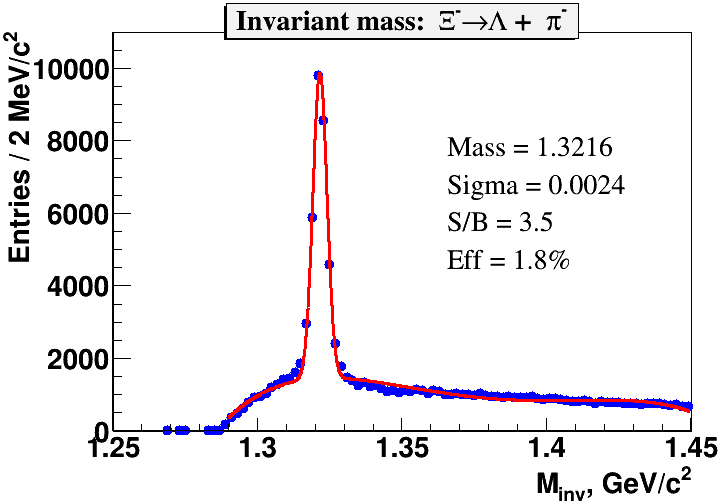 Invariant mass: Ξ⁻→Λ + π⁻
Entries / 2 MeV/c²
10000
8000
6000
4000
2000
0
Mass = 1.3216
Sigma = 0.0024
S/B = 3.5
Eff = 1.8%
1.25 1.3 1.35 1.4 1.45
M_inv, GeV/c²